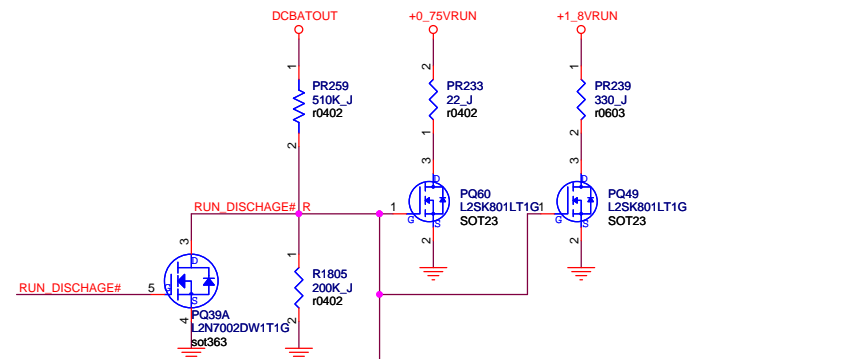 DCBATOUT
+0_75VRUN
+1_8VRUN
1
2
1
PR259
510K_J
r0402
PR233
22_J
r0402
PR239
330_J
r0603
2
1
2
3
3
D
D
RUN_DISCHAGE#_R
1
G
S
PQ60
L2SK801LT1G
SOT23
1
G
S
PQ49
L2SK801LT1G
SOT23
2
2
3
D
1
R1805
200K_J
r0402
RUN_DISCHAGE#
5
G
S
4
2
PQ39A
L2N7002DW1T1G
sot363